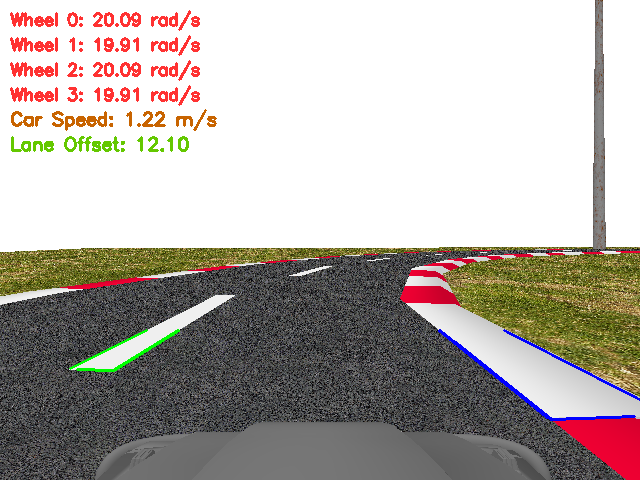 Wheel 0: 20.09 rad/s
Wheel 1: 19.91 rad/s
Wheel 2: 20.09 rad/s
Wheel 3: 19.91 rad/s
Car Speed: 1.22 m/s
Lane Offset: 12.10